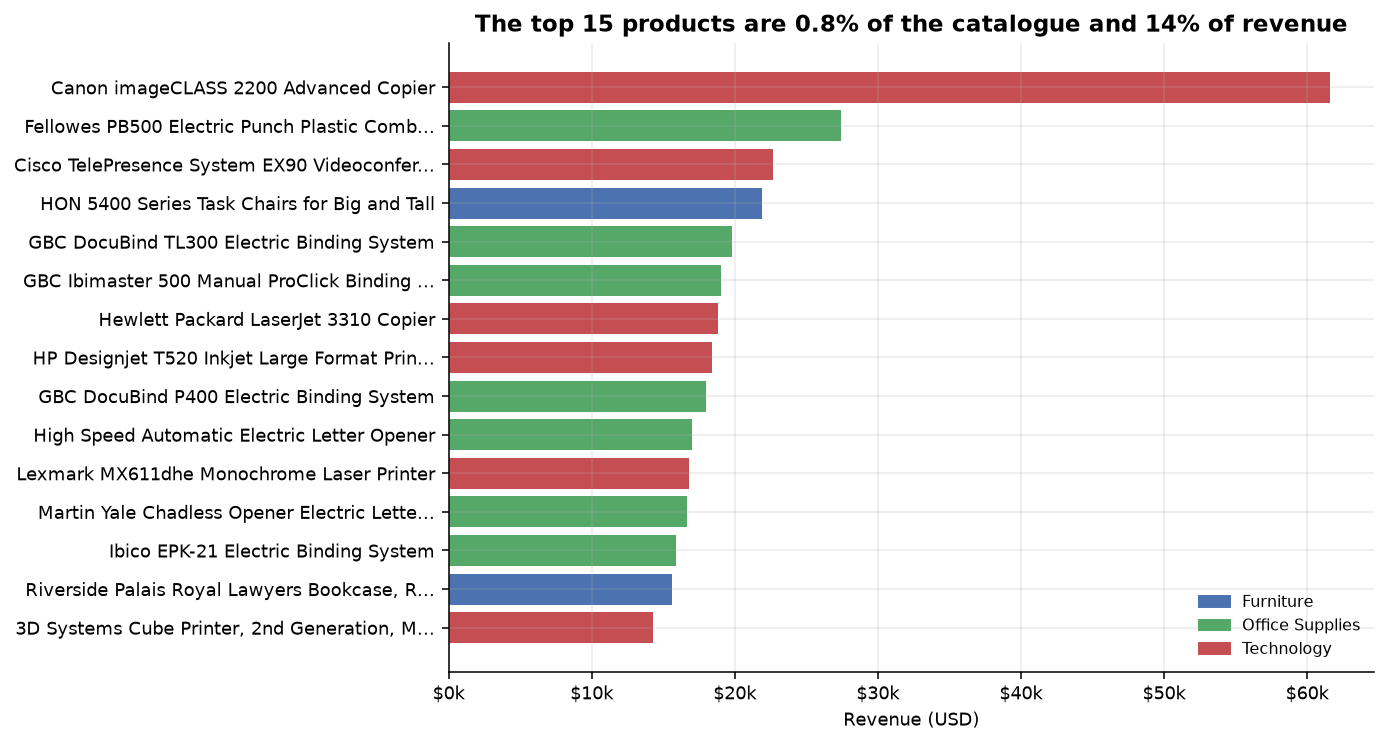 The top 15 products are 0.8% of the catalogue and 14% of revenue
Canon imageCLASS 2200 Advanced Copier
Fellowes PB500 Electric Punch Plastic Comb...
Cisco TelePresence System EX90 Videoconfer...
HON 5400 Series Task Chairs for Big and Tall
GBC DocuBind TL300 Electric Binding System
GBC Ibimaster 500 Manual ProClick Binding ...
Hewlett Packard LaserJet 3310 Copier
HP Designjet T520 Inkjet Large Format Prin...
GBC DocuBind P400 Electric Binding System
High Speed Automatic Electric Letter Opener
Lexmark MX611dhe Monochrome Laser Printer
Martin Yale Chadless Opener Electric Lette...
Ibico EPK-21 Electric Binding System
Riverside Palais Royal Lawyers Bookcase, R...
3D Systems Cube Printer, 2nd Generation, M...
Furniture
Office Supplies
Technology
$0k $10k $20k $30k $40k $50k $60k
Revenue (USD)